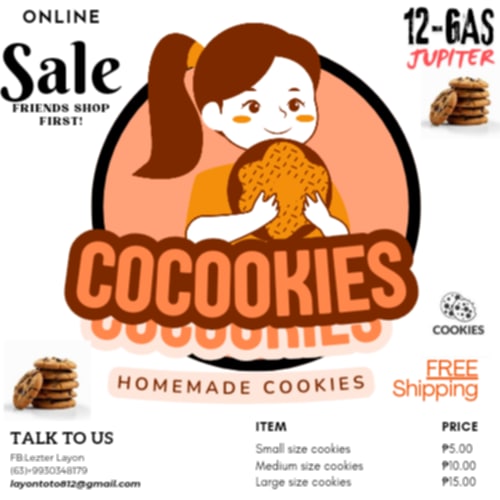 ONLINE
Sale
FRIENDS SHOP
FIRST!
12-GAS
JUPITER
COCOOKIES
COCOOKIES
HOMEMADE COOKIES
COOKIES
FREE
Shipping
TALK TO US
FB:Lezter Layon
(63)+9930348179
layontoto812@gmail.com
ITEM PRICE
Small size cookies ₱5.00
Medium size cookies ₱10.00
Large size cookies ₱15.00